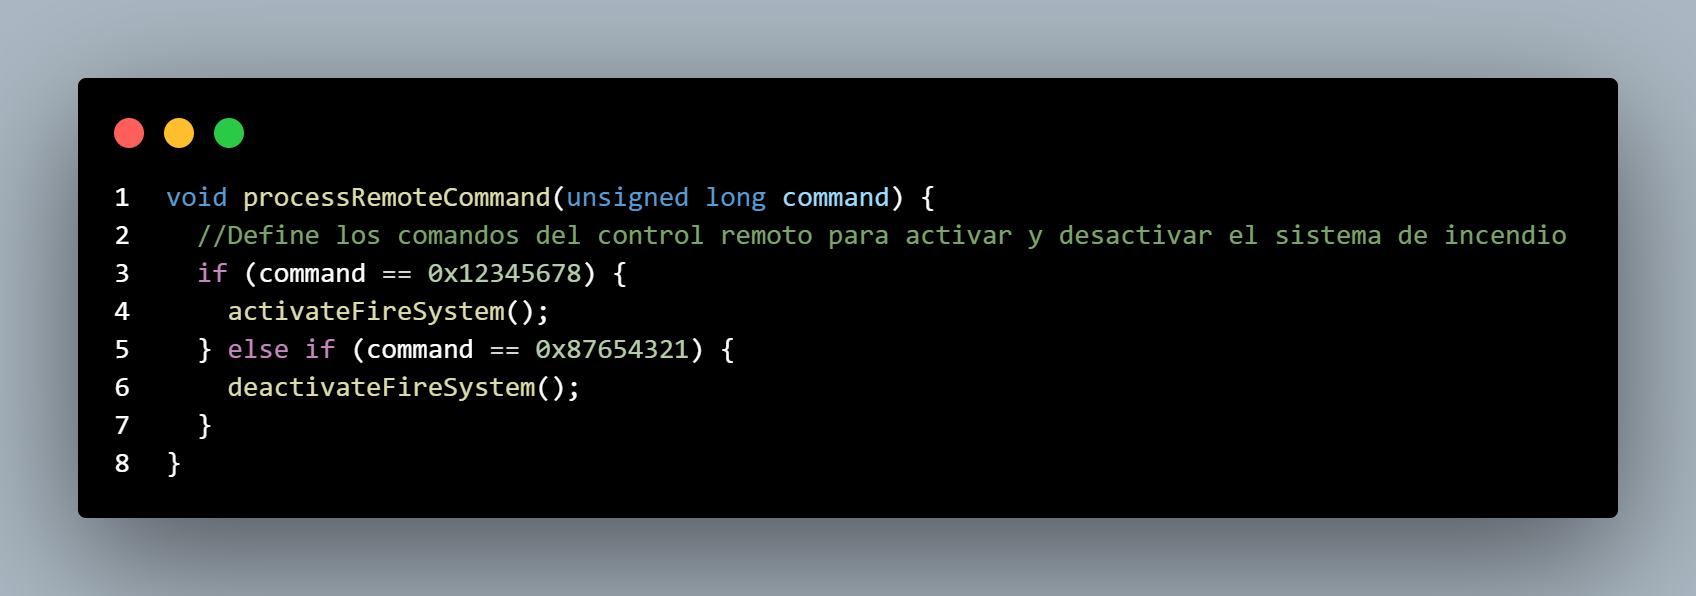 1 void processRemoteCommand(unsigned long command) {
2   //Define los comandos del control remoto para activar y desactivar el sistema de incendio
3   if (command == 0x12345678) {
4     activateFireSystem();
5   } else if (command == 0x87654321) {
6     deactivateFireSystem();
7   }
8 }